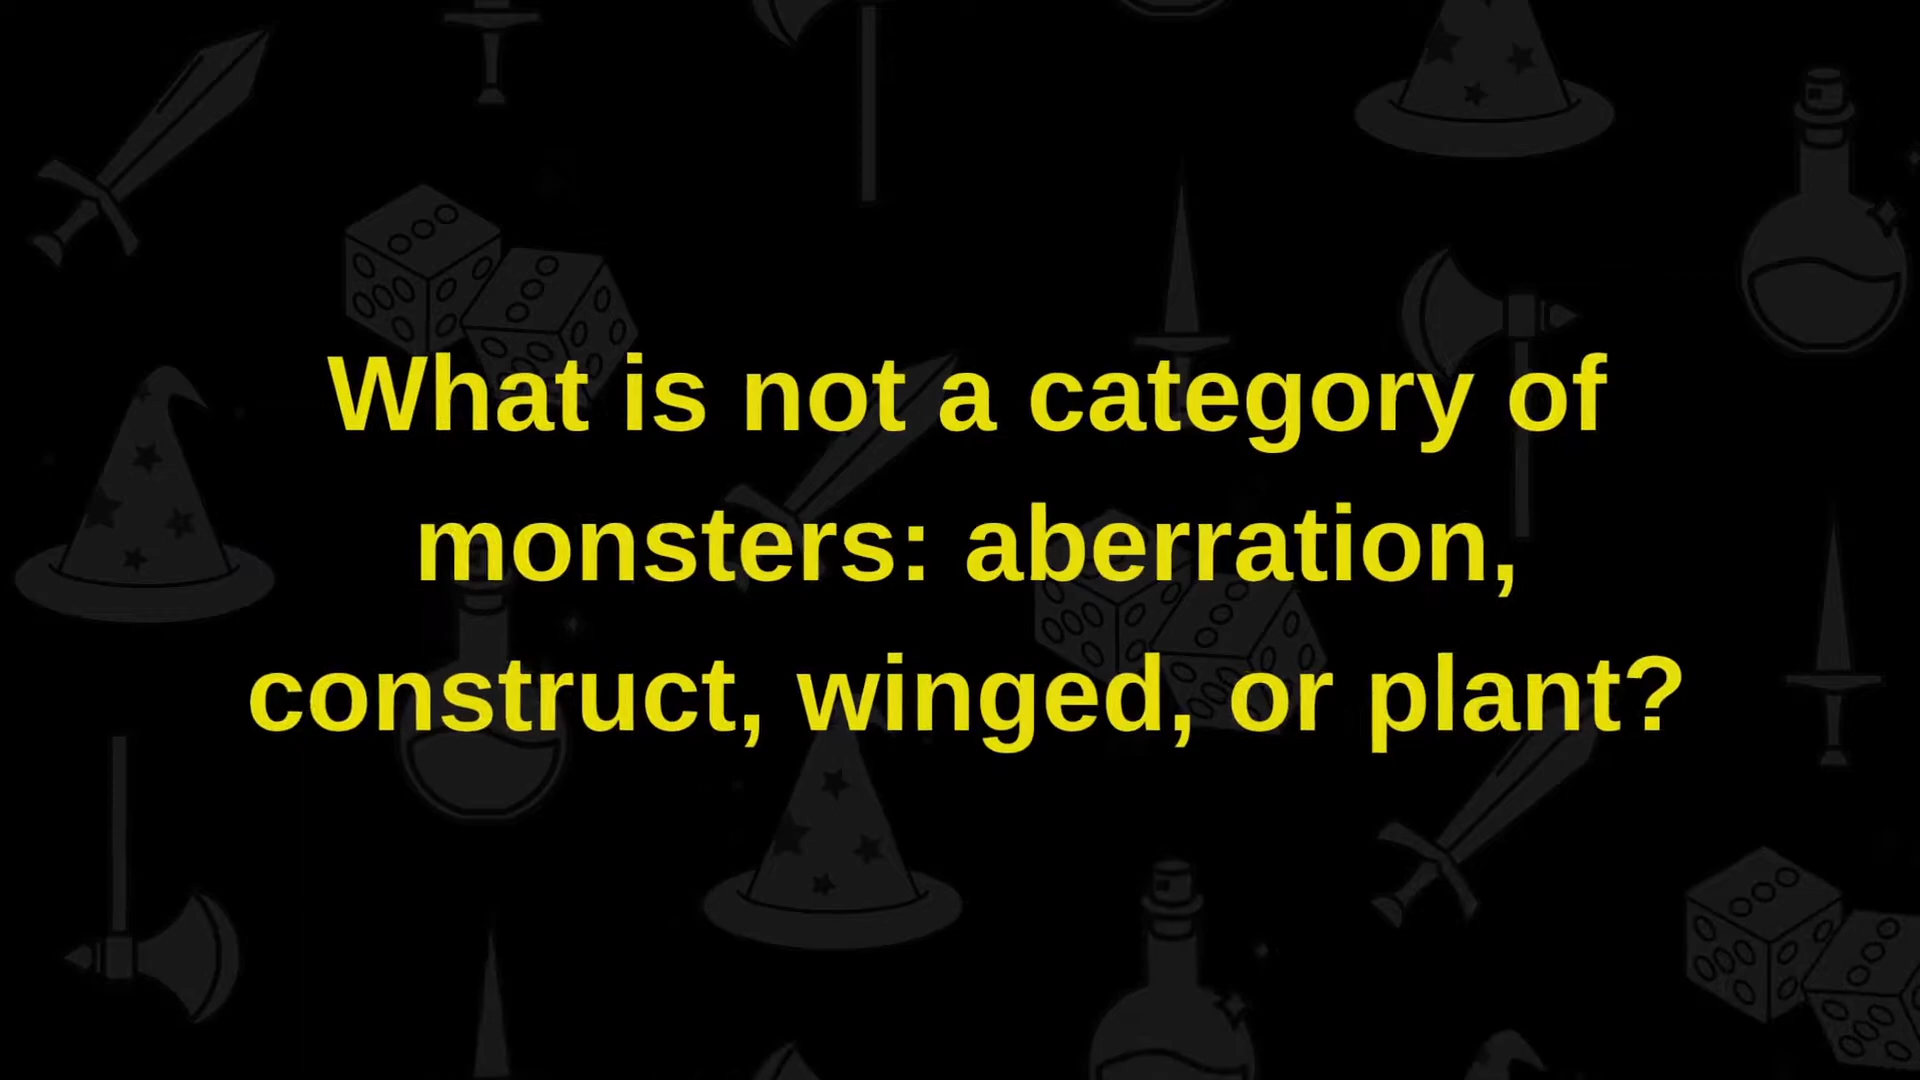 What is not a category of
monsters: aberration,
construct, winged, or plant?